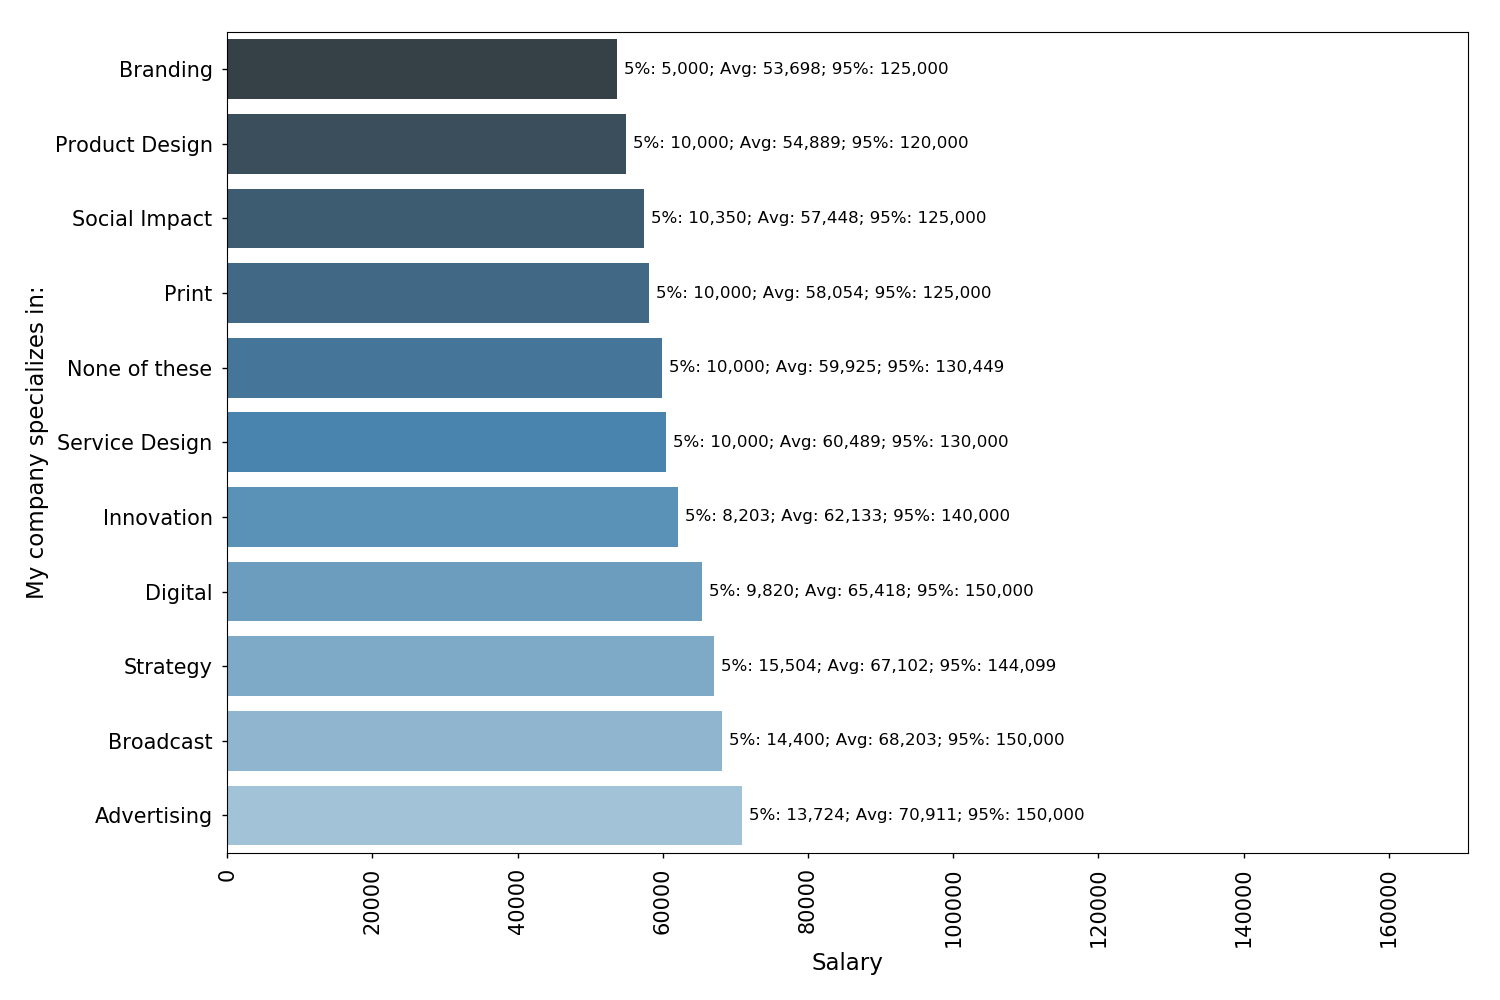 Branding
5%: 5,000; Avg: 53,698; 95%: 125,000
Product Design
5%: 10,000; Avg: 54,889; 95%: 120,000
Social Impact
5%: 10,350; Avg: 57,448; 95%: 125,000
Print
5%: 10,000; Avg: 58,054; 95%: 125,000
None of these
5%: 10,000; Avg: 59,925; 95%: 130,449
Service Design
5%: 10,000; Avg: 60,489; 95%: 130,000
Innovation
5%: 8,203; Avg: 62,133; 95%: 140,000
Digital
5%: 9,820; Avg: 65,418; 95%: 150,000
Strategy
5%: 15,504; Avg: 67,102; 95%: 144,099
Broadcast
5%: 14,400; Avg: 68,203; 95%: 150,000
Advertising
5%: 13,724; Avg: 70,911; 95%: 150,000
My company specializes in:
0
20000
40000
60000
80000
100000
120000
140000
160000
Salary